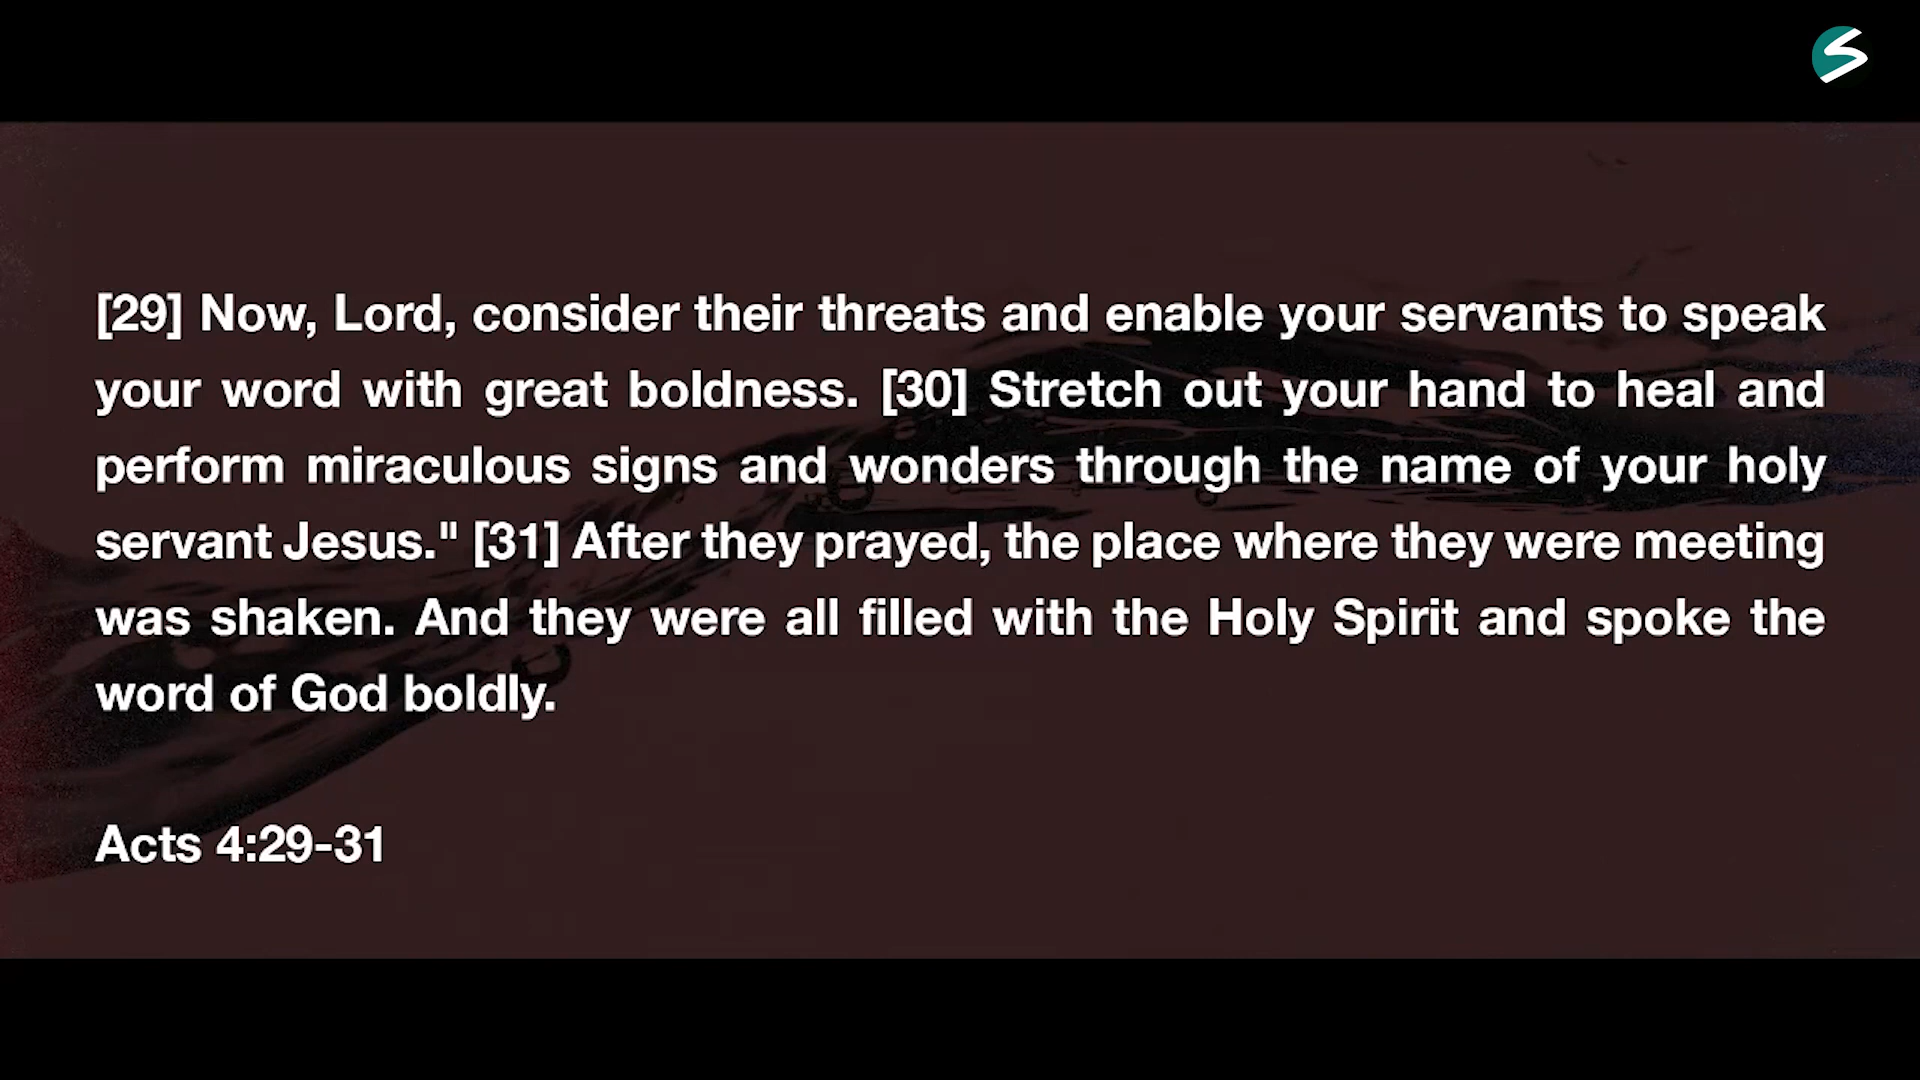 [29] Now, Lord, consider their threats and enable your servants to speak
your word with great boldness. [30] Stretch out your hand to heal and
perform miraculous signs and wonders through the name of your holy
servant Jesus." [31] After they prayed, the place where they were meeting
was shaken. And they were all filled with the Holy Spirit and spoke the
word of God boldly.
Acts 4:29-31